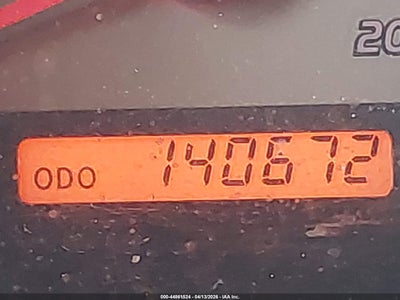 20
ODO 140672
000-44861524 - 04/13/2026 - IAA Inc.